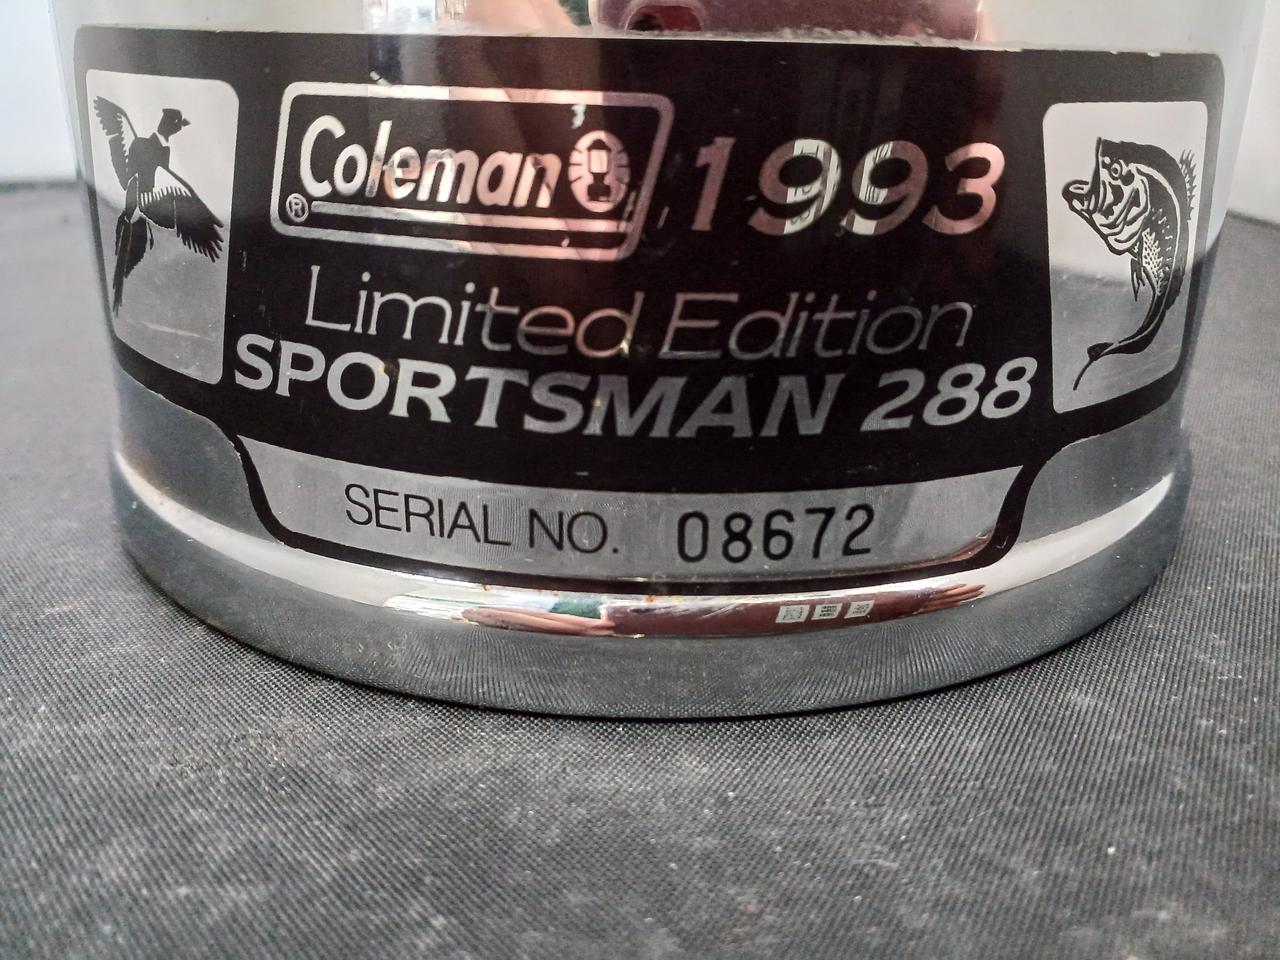 Coleman ® 1993
Limited Edition
SPORTSMAN 288
SERIAL NO. 08672